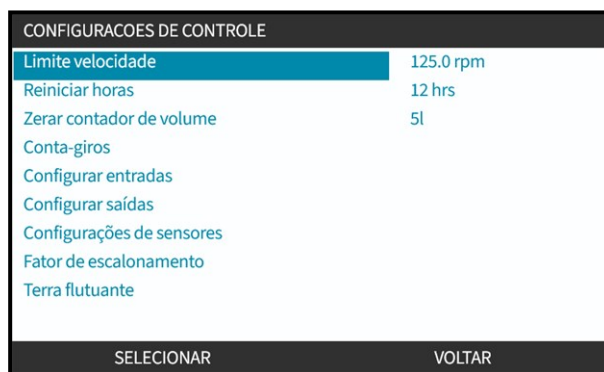 CONFIGURACOES DE CONTROLE
Limite velocidade 125.0 rpm
Reiniciar horas 12 hrs
Zerar contador de volume 5l
Conta-giros
Configurar entradas
Configurar saídas
Configurações de sensores
Fator de escalonamento
Terra flutuante
SELECIONAR VOLTAR